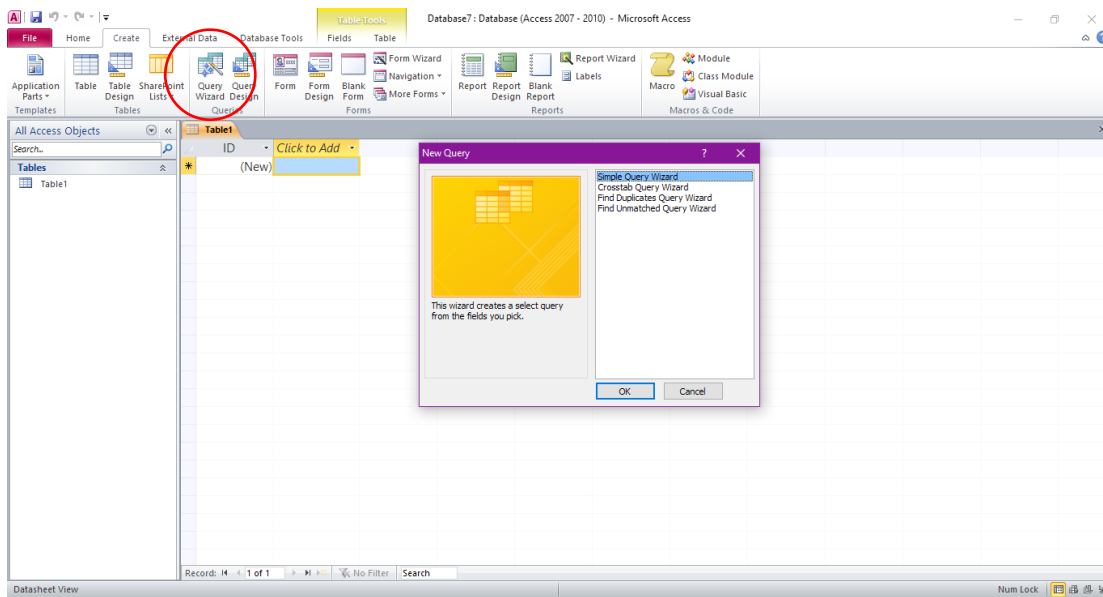 Table Tools
Database7 : Database (Access 2007 - 2010) - Microsoft Access
File Home Create External Data Database Tools Fields Table
Application Parts
Table
Table Design
SharePoint Lists
Query Wizard
Query Design
Form
Form Design
Blank Form
Form Wizard
Navigation
More Forms
Report
Report Design
Blank Report
Report Wizard
Labels
Macro
Module
Class Module
Visual Basic
Templates Tables Queries Forms Reports Macros & Code
All Access Objects
Search...
Tables
Table1
Table1
ID Click to Add
(New)
New Query
Simple Query Wizard
Crosstab Query Wizard
Find Duplicates Query Wizard
Find Unmatched Query Wizard
This wizard creates a select query
from the fields you pick.
OK Cancel
Record: 1 of 1 No Filter Search
Datasheet View Num Lock